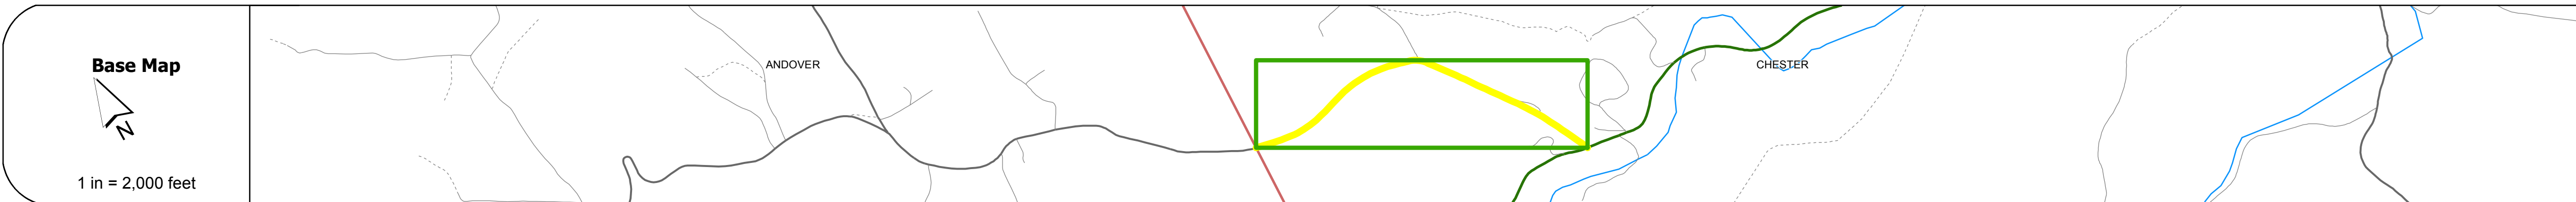 Base Map
N
1 in = 2,000 feet
ANDOVER
CHESTER